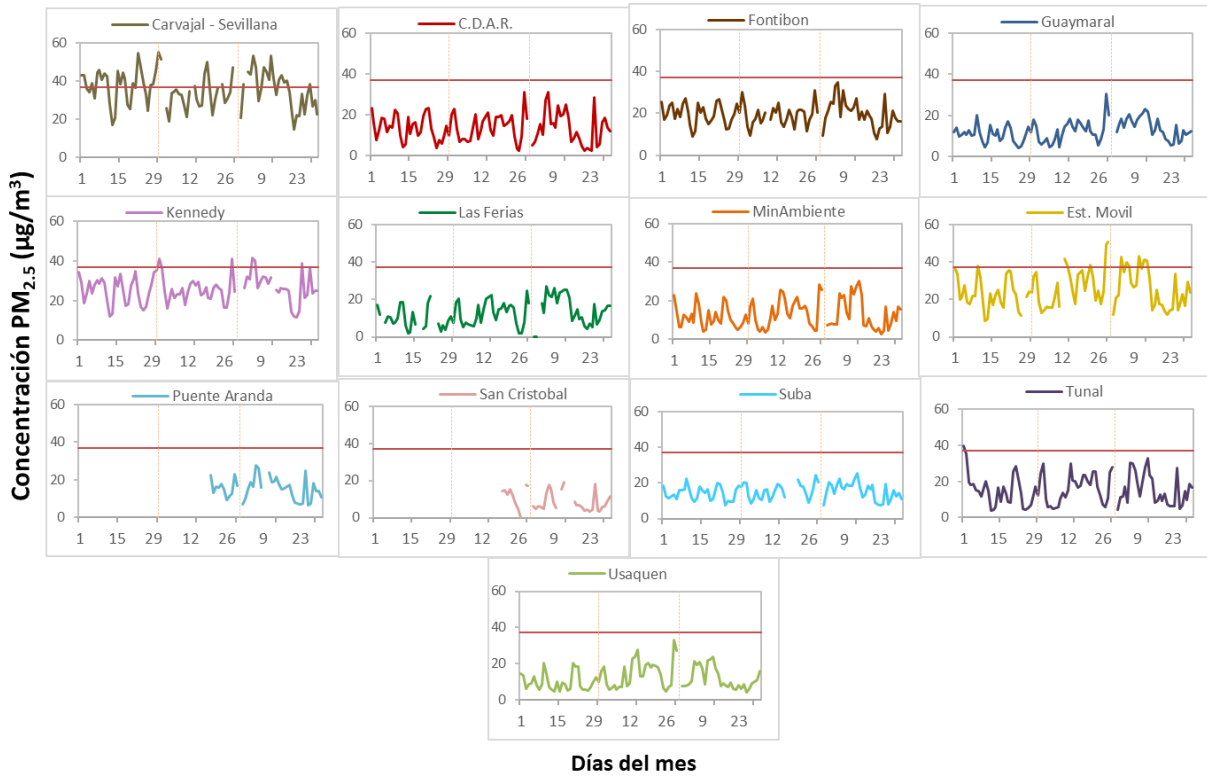 Concentración PM2.5 (µg/m³)
Carvajal - Sevillana
60
40
20
0
1 15 29 12 26 9 23
C.D.A.R.
60
40
20
0
1 15 29 12 26 9 23
Fontibon
60
40
20
0
1 15 29 12 26 9 23
Guaymaral
60
40
20
0
1 15 29 12 26 9 23
Kennedy
60
40
20
0
1 15 29 12 26 9 23
Las Ferias
60
40
20
0
1 15 29 12 26 9 23
MinAmbiente
60
40
20
0
1 15 29 12 26 9 23
Est. Movil
60
40
20
0
1 15 29 12 26 9 23
Puente Aranda
60
40
20
0
1 15 29 12 26 9 23
San Cristobal
60
40
20
0
1 15 29 12 26 9 23
Suba
60
40
20
0
1 15 29 12 26 9 23
Tunal
60
40
20
0
1 15 29 12 26 9 23
Usaquen
60
40
20
0
1 15 29 12 26 9 23
Días del mes